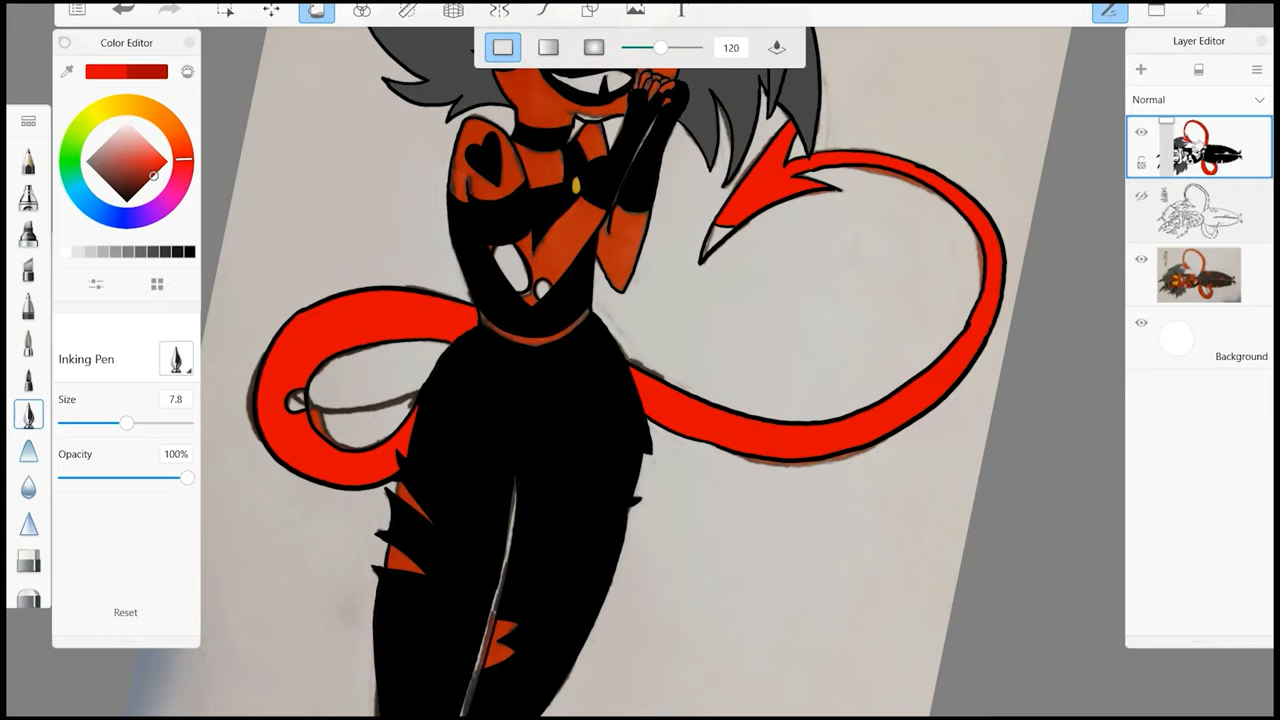 120
Color Editor
Inking Pen
Size
7.8
Opacity
100%
Reset
Layer Editor
Normal
Background